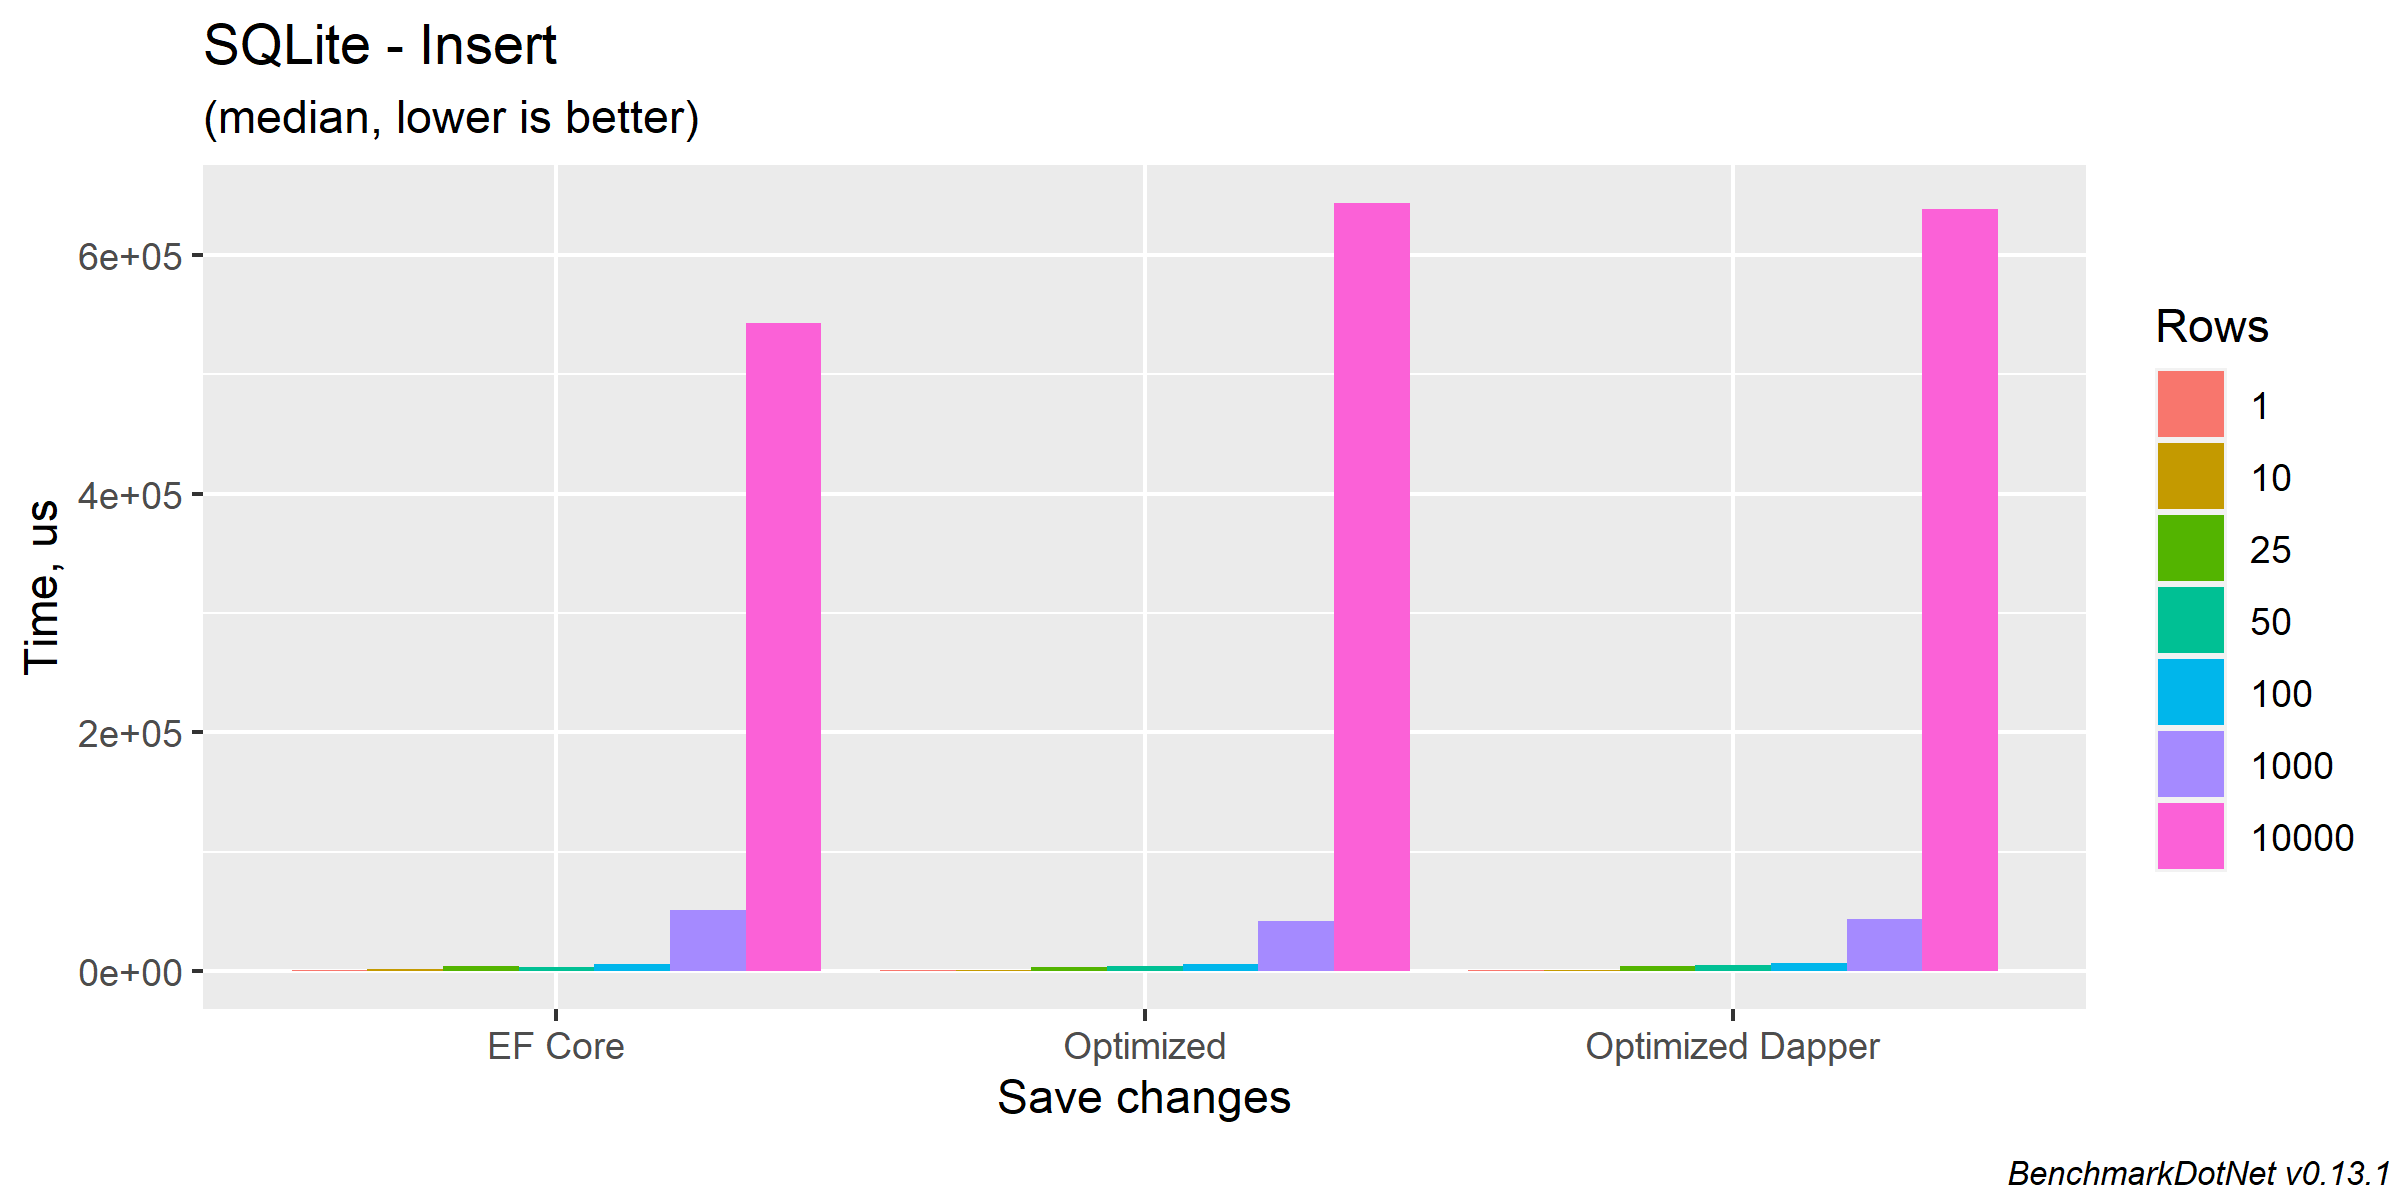 SQLite - Insert
(median, lower is better)
Time, us
6e+05
4e+05
2e+05
0e+00
EF Core
Optimized
Optimized Dapper
Save changes
Rows
1
10
25
50
100
1000
10000
BenchmarkDotNet v0.13.1